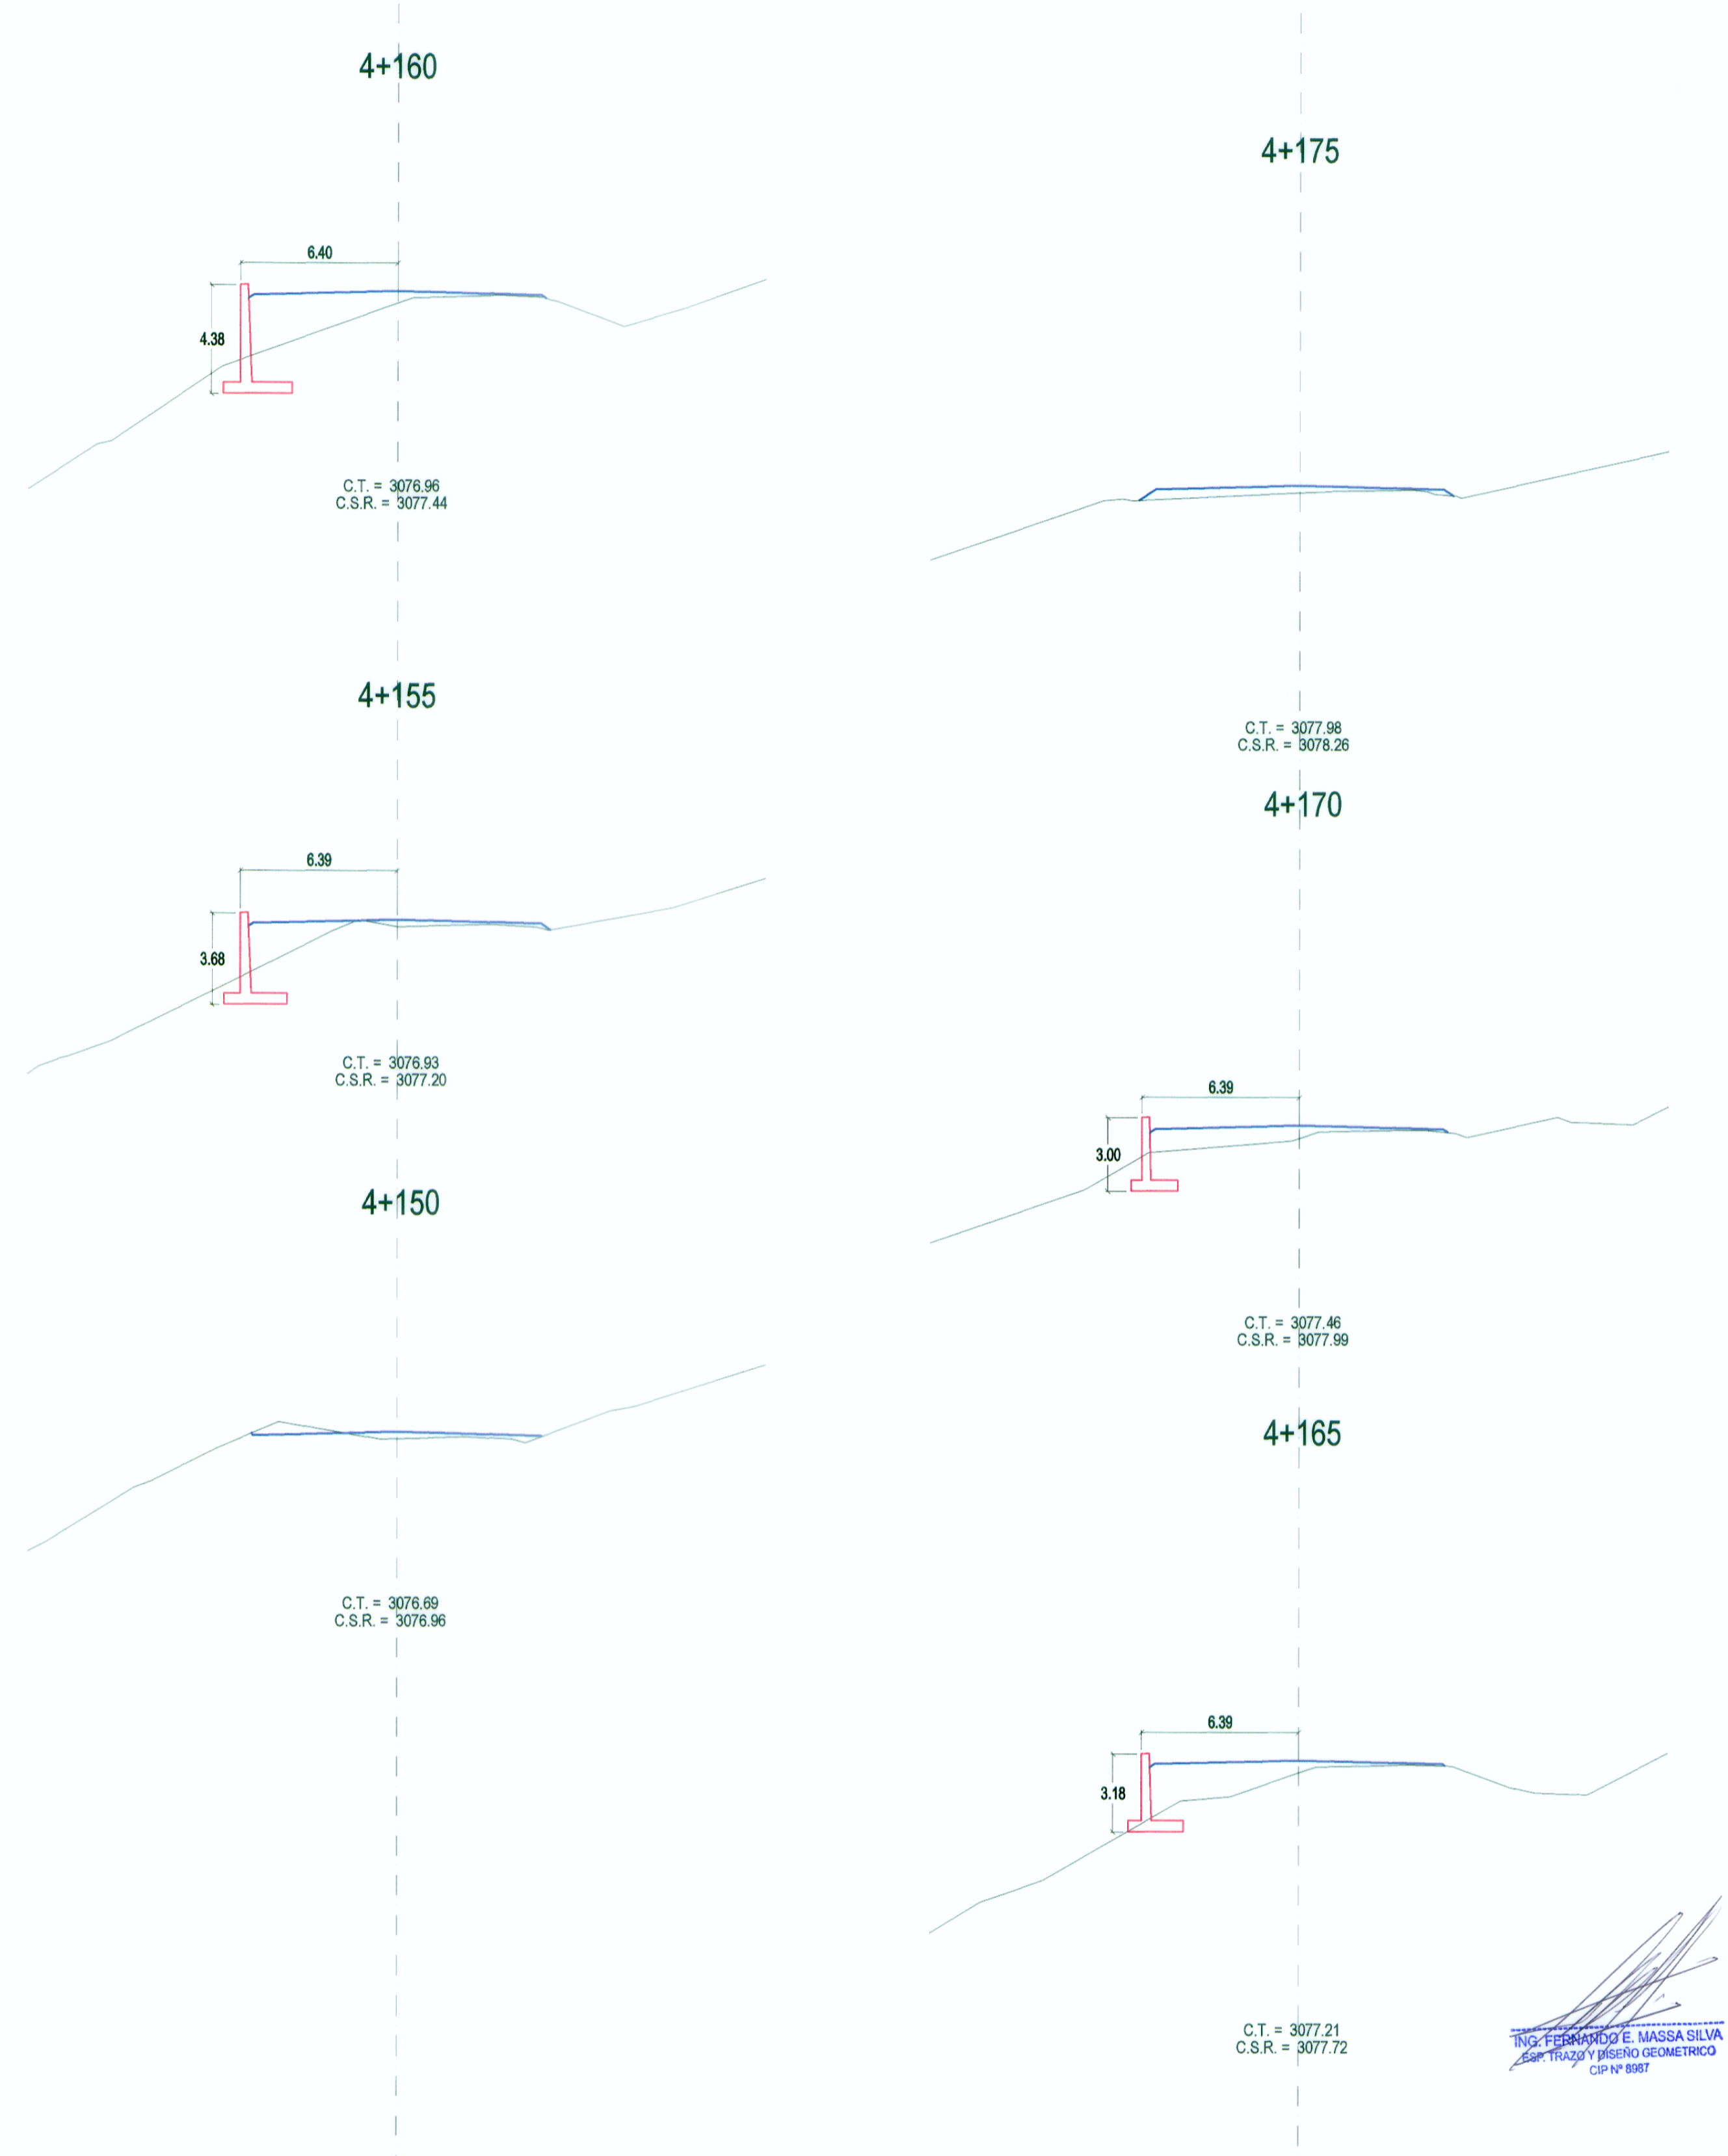 4+160
6.40
4.38
C.T. = 3076.96
C.S.R. = 3077.44
4+155
6.39
3.68
C.T. = 3076.93
C.S.R. = 3077.20
4+150
C.T. = 3076.69
C.S.R. = 3076.96
4+175
C.T. = 3077.98
C.S.R. = 3078.26
4+170
6.39
3.00
C.T. = 3077.46
C.S.R. = 3077.99
4+165
6.39
3.18
C.T. = 3077.21
C.S.R. = 3077.72
ING. FERNANDO E. MASSA SILVA
ESP. TRAZO Y DISEÑO GEOMETRICO
CIP Nº 8987